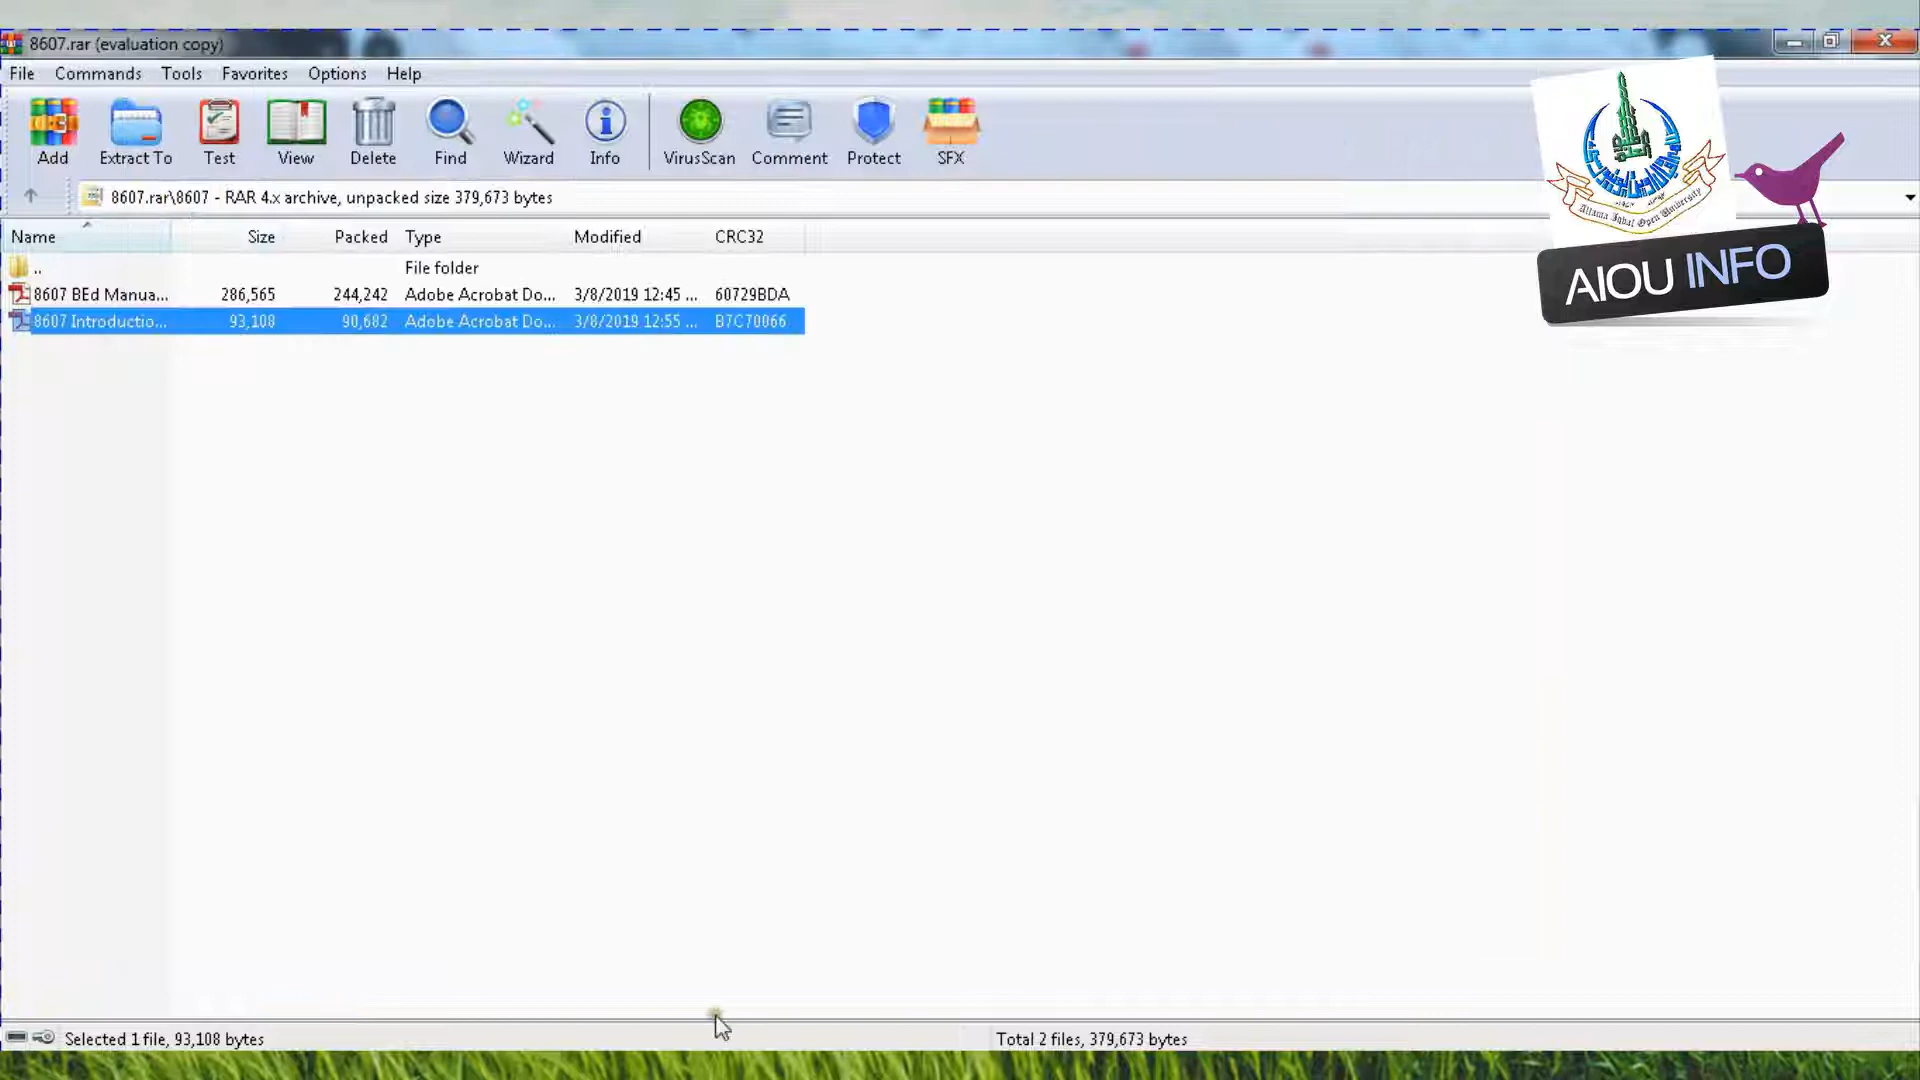 8607.rar (evaluation copy)
File Commands Tools Favorites Options Help
Add Extract To Test View Delete Find Wizard Info VirusScan Comment Protect SFX
8607.rar\8607 - RAR 4.x archive, unpacked size 379,673 bytes
Name Size Packed Type Modified CRC32
.. File folder
8607 BEd Manua... 286,565 244,242 Adobe Acrobat Do... 3/8/2019 12:45 ... 60729BDA
8607 Introductio... 93,108 90,682 Adobe Acrobat Do... 3/8/2019 12:55 ... B7C70066
Allama Iqbal Open University
AIOU INFO
Selected 1 file, 93,108 bytes
Total 2 files, 379,673 bytes